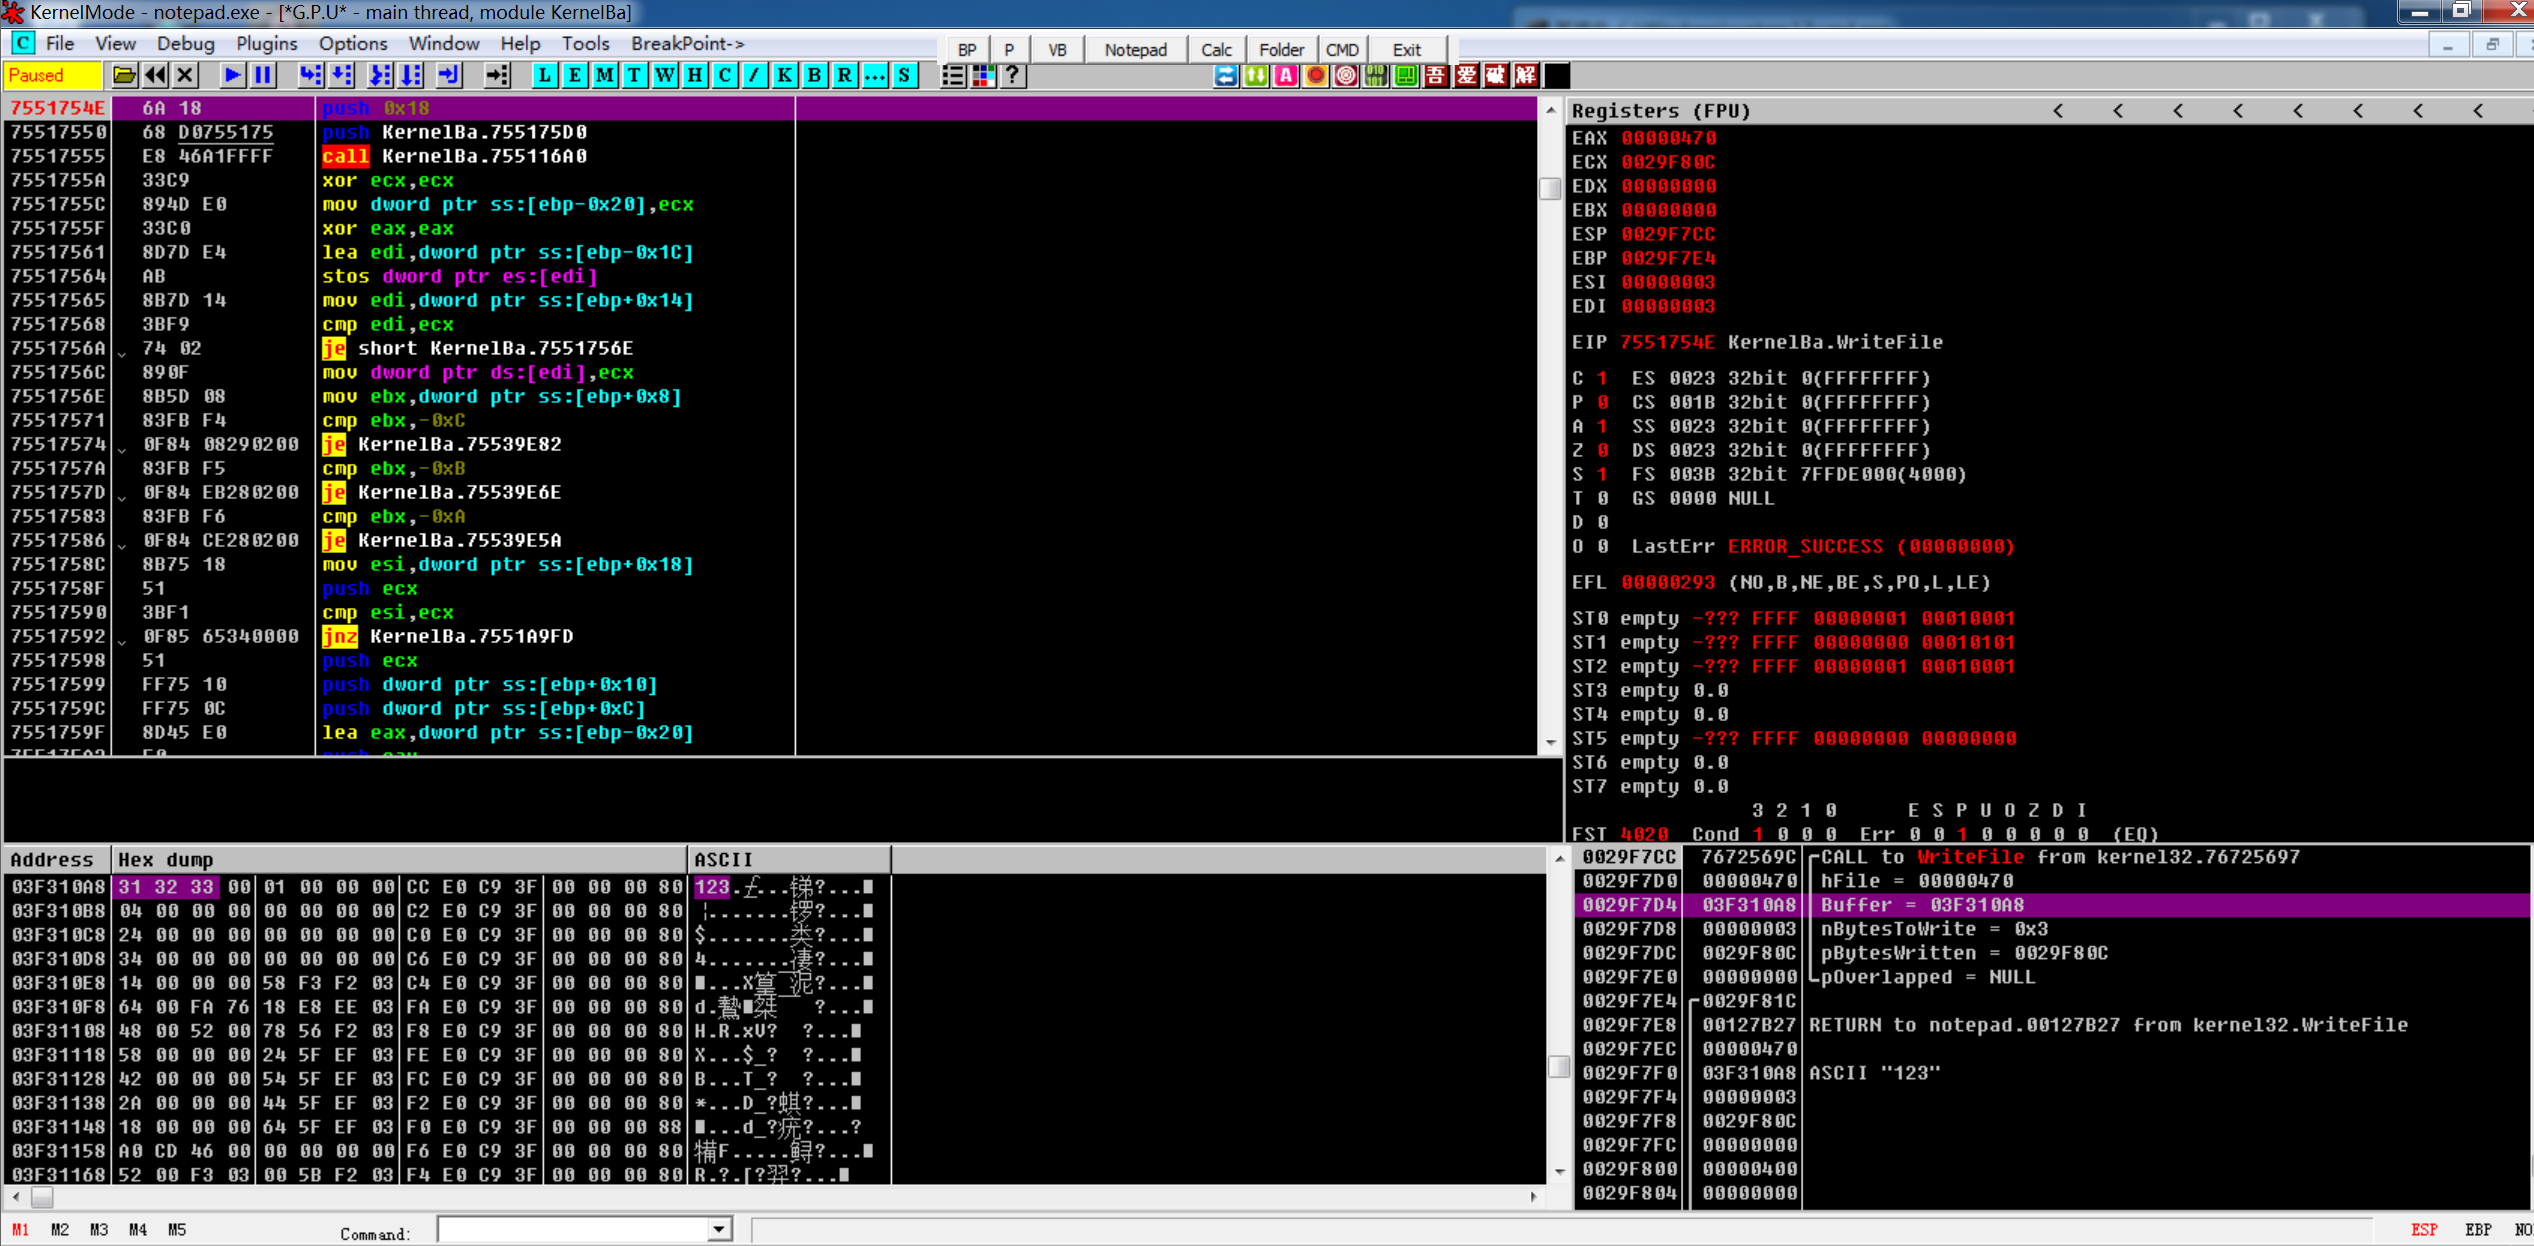 KernelMode - notepad.exe - [*G.P.U* - main thread, module KernelBa]
C File View Debug Plugins Options Window Help Tools BreakPoint->
BP P VB Notepad Calc Folder CMD Exit
Paused
L E M T W H C / K B R ... S
?
A 吾 爱 破 解
7551754E 6A 18 push 0x18
75517550 68 D0755175 push KernelBa.755175D0
75517555 E8 46A1FFFF call KernelBa.755116A0
7551755A 33C9 xor ecx,ecx
7551755C 894D E0 mov dword ptr ss:[ebp-0x20],ecx
7551755F 33C0 xor eax,eax
75517561 8D7D E4 lea edi,dword ptr ss:[ebp-0x1C]
75517564 AB stos dword ptr es:[edi]
75517565 8B7D 14 mov edi,dword ptr ss:[ebp+0x14]
75517568 3BF9 cmp edi,ecx
7551756A 74 02 je short KernelBa.7551756E
7551756C 890F mov dword ptr ds:[edi],ecx
7551756E 8B5D 08 mov ebx,dword ptr ss:[ebp+0x8]
75517571 83FB F4 cmp ebx,-0xC
75517574 0F84 08290200 je KernelBa.75539E82
7551757A 83FB F5 cmp ebx,-0xB
7551757D 0F84 EB280200 je KernelBa.75539E6E
75517583 83FB F6 cmp ebx,-0xA
75517586 0F84 CE280200 je KernelBa.75539E5A
7551758C 8B75 18 mov esi,dword ptr ss:[ebp+0x18]
7551758F 51 push ecx
75517590 3BF1 cmp esi,ecx
75517592 0F85 65340000 jnz KernelBa.7551A9FD
75517598 51 push ecx
75517599 FF75 10 push dword ptr ss:[ebp+0x10]
7551759C FF75 0C push dword ptr ss:[ebp+0xC]
7551759F 8D45 E0 lea eax,dword ptr ss:[ebp-0x20]
Registers (FPU) < < < < < < < <
EAX 00000470
ECX 0029F80C
EDX 00000000
EBX 00000000
ESP 0029F7CC
EBP 0029F7E4
ESI 00000003
EDI 00000003
EIP 7551754E KernelBa.WriteFile
C 1 ES 0023 32bit 0(FFFFFFFF)
P 0 CS 001B 32bit 0(FFFFFFFF)
A 1 SS 0023 32bit 0(FFFFFFFF)
Z 0 DS 0023 32bit 0(FFFFFFFF)
S 1 FS 003B 32bit 7FFDE000(4000)
T 0 GS 0000 NULL
D 0
O 0 LastErr ERROR_SUCCESS (00000000)
EFL 00000293 (NO,B,NE,BE,S,PO,L,LE)
ST0 empty -??? FFFF 00000001 00010001
ST1 empty -??? FFFF 00000000 00010101
ST2 empty -??? FFFF 00000001 00010001
ST3 empty 0.0
ST4 empty 0.0
ST5 empty -??? FFFF 00000000 00000000
ST6 empty 0.0
ST7 empty 0.0
3 2 1 0 E S P U O Z D I
FST 4020 Cond 1 0 0 0 Err 0 0 1 0 0 0 0 0 (EQ)
Address Hex dump ASCII
03F310A8 31 32 33 00 01 00 00 00 CC E0 C9 3F 00 00 00 80 123.
03F310B8 04 00 00 00 00 00 00 00 C2 E0 C9 3F 00 00 00 80
03F310C8 24 00 00 00 00 00 00 00 C0 E0 C9 3F 00 00 00 80 $.......类?...
03F310D8 34 00 00 00 00 00 00 00 C6 E0 C9 3F 00 00 00 80 4.......凄?...
03F310E8 14 00 00 00 58 F3 F2 03 C4 E0 C9 3F 00 00 00 80
03F310F8 64 00 FA 76 18 E8 EE 03 FA E0 C9 3F 00 00 00 80
03F31108 48 00 52 00 78 56 F2 03 F8 E0 C9 3F 00 00 00 80 H.R.xV? ?...
03F31118 58 00 00 00 24 5F EF 03 FE E0 C9 3F 00 00 00 80 X...$_? ?...
03F31128 42 00 00 00 54 5F EF 03 FC E0 C9 3F 00 00 00 80 B...T_? ?...
03F31138 2A 00 00 00 44 5F EF 03 F2 E0 C9 3F 00 00 00 80 *...D_?蜞?...
03F31148 18 00 00 00 64 5F EF 03 F0 E0 C9 3F 00 00 00 88 ...d_?疣?...?
03F31158 A0 CD 46 00 00 00 00 00 F6 E0 C9 3F 00 00 00 80
03F31168 52 00 F3 03 00 5B F2 03 F4 E0 C9 3F 00 00 00 80 R.?.[?羿?...
0029F7CC 7672569C CALL to WriteFile from kernel32.76725697
0029F7D0 00000470 hFile = 00000470
0029F7D4 03F310A8 Buffer = 03F310A8
0029F7D8 00000003 nBytesToWrite = 0x3
0029F7DC 0029F80C pBytesWritten = 0029F80C
0029F7E0 00000000 pOverlapped = NULL
0029F7E4 0029F81C
0029F7E8 00127B27 RETURN to notepad.00127B27 from kernel32.WriteFile
0029F7EC 00000470
0029F7F0 03F310A8 ASCII "123"
0029F7F4 00000003
0029F7F8 0029F80C
0029F7FC 00000000
0029F800 00000400
0029F804 00000000
M1 M2 M3 M4 M5 Command: ESP EBP